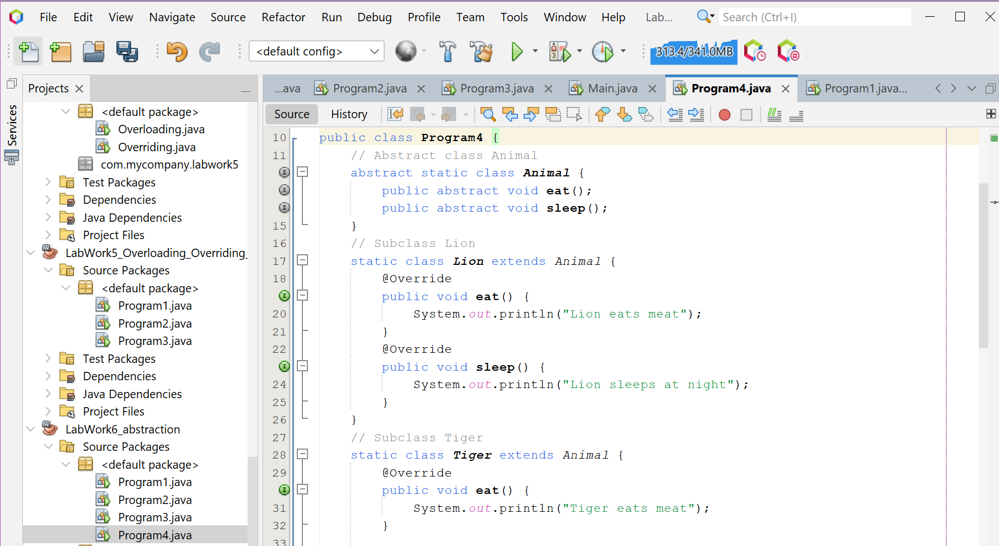 File Edit View Navigate Source Refactor Run Debug Profile Team Tools Window Help Lab... Search (Ctrl+I)
<default config> 313.4/341.0MB
Services
Projects
<default package>
Overloading.java
Overriding.java
com.mycompany.labwork5
Test Packages
Dependencies
Java Dependencies
Project Files
LabWork5_Overloading_Overriding_
Source Packages
<default package>
Program1.java
Program2.java
Program3.java
Test Packages
Dependencies
Java Dependencies
Project Files
LabWork6_abstraction
Source Packages
<default package>
Program1.java
Program2.java
Program3.java
Program4.java
...ava Program2.java Program3.java Main.java Program4.java Program1.java...
Source History
10 public class Program4 {
11 // Abstract class Animal
abstract static class Animal {
public abstract void eat();
public abstract void sleep();
15 }
16 // Subclass Lion
17 static class Lion extends Animal {
18 @Override
public void eat() {
20 System.out.println("Lion eats meat");
21 }
22 @Override
public void sleep() {
24 System.out.println("Lion sleeps at night");
25 }
26 }
27 // Subclass Tiger
28 static class Tiger extends Animal {
29 @Override
public void eat() {
31 System.out.println("Tiger eats meat");
32 }
33